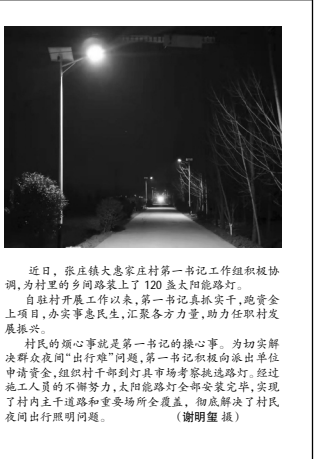 近日，张庄镇大惠家庄村第一书记工作组积极协
调,为村里的乡间路装上了 120 盏太阳能路灯。
自驻村开展工作以来,第一书记真抓实干,跑资金
上项目,办实事惠民生,汇聚各方力量,助力任职村发
展振兴。
村民的烦心事就是第一书记的操心事。为切实解
决群众夜间“出行难”问题,第一书记积极向派出单位
申请资金,组织村干部到灯具市场考察挑选路灯。经过
施工人员的不懈努力,太阳能路灯全部安装完毕,实现
了村内主干道路和重要场所全覆盖，彻底解决了村民
夜间出行照明问题。 （谢明玺 摄）